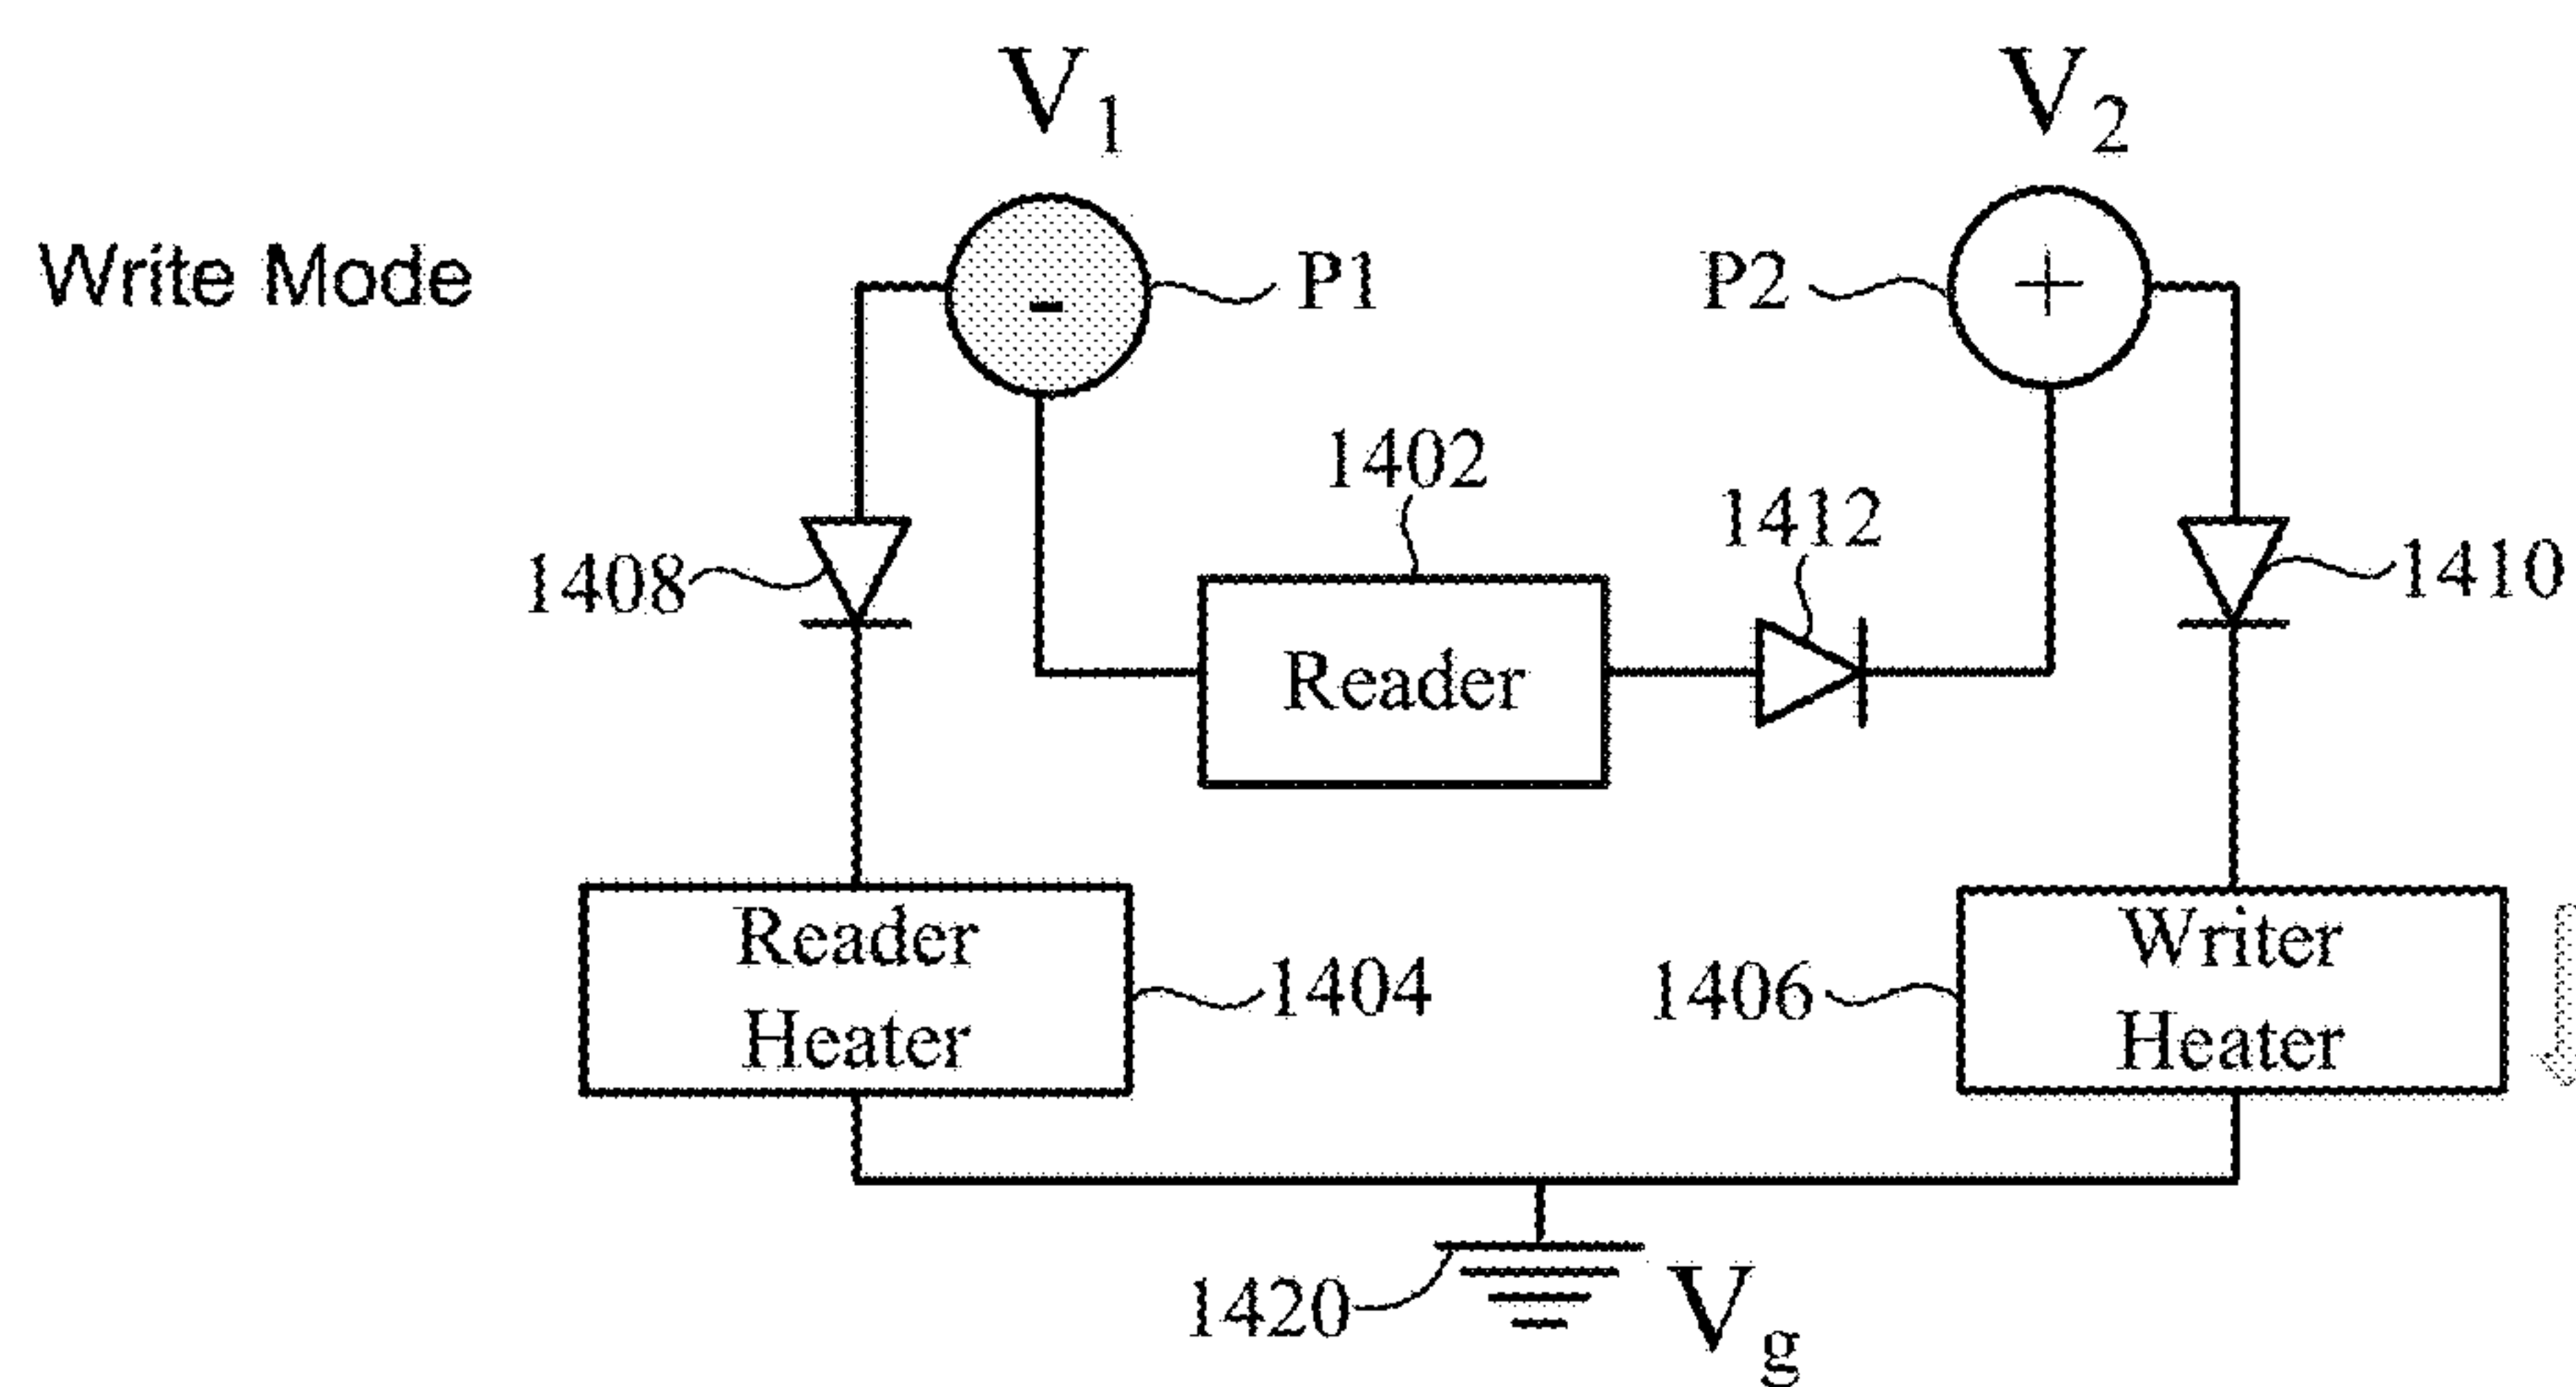 V1
V2
Write Mode
-
P1
P2
+
1402
1412
1408
1410
Reader
Reader
Heater
1404
1406
Writer
Heater
1420
Vg